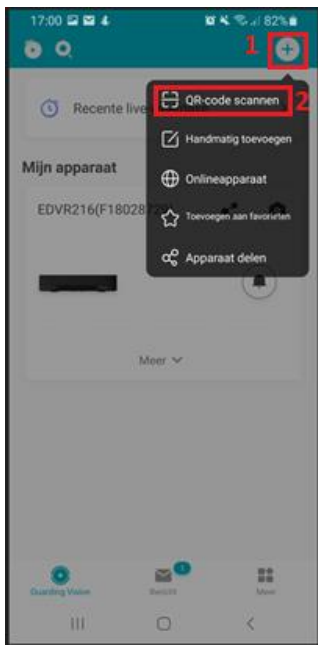 17:00
82%
1
QR-code scannen 2
Recente live
Handmatig toevoegen
Mijn apparaat
Onlineapparaat
EDVR216(F18028
Toevoegen aan favorieten
Apparaat delen
Meer
1
Guarding Vision
Bericht
Meer